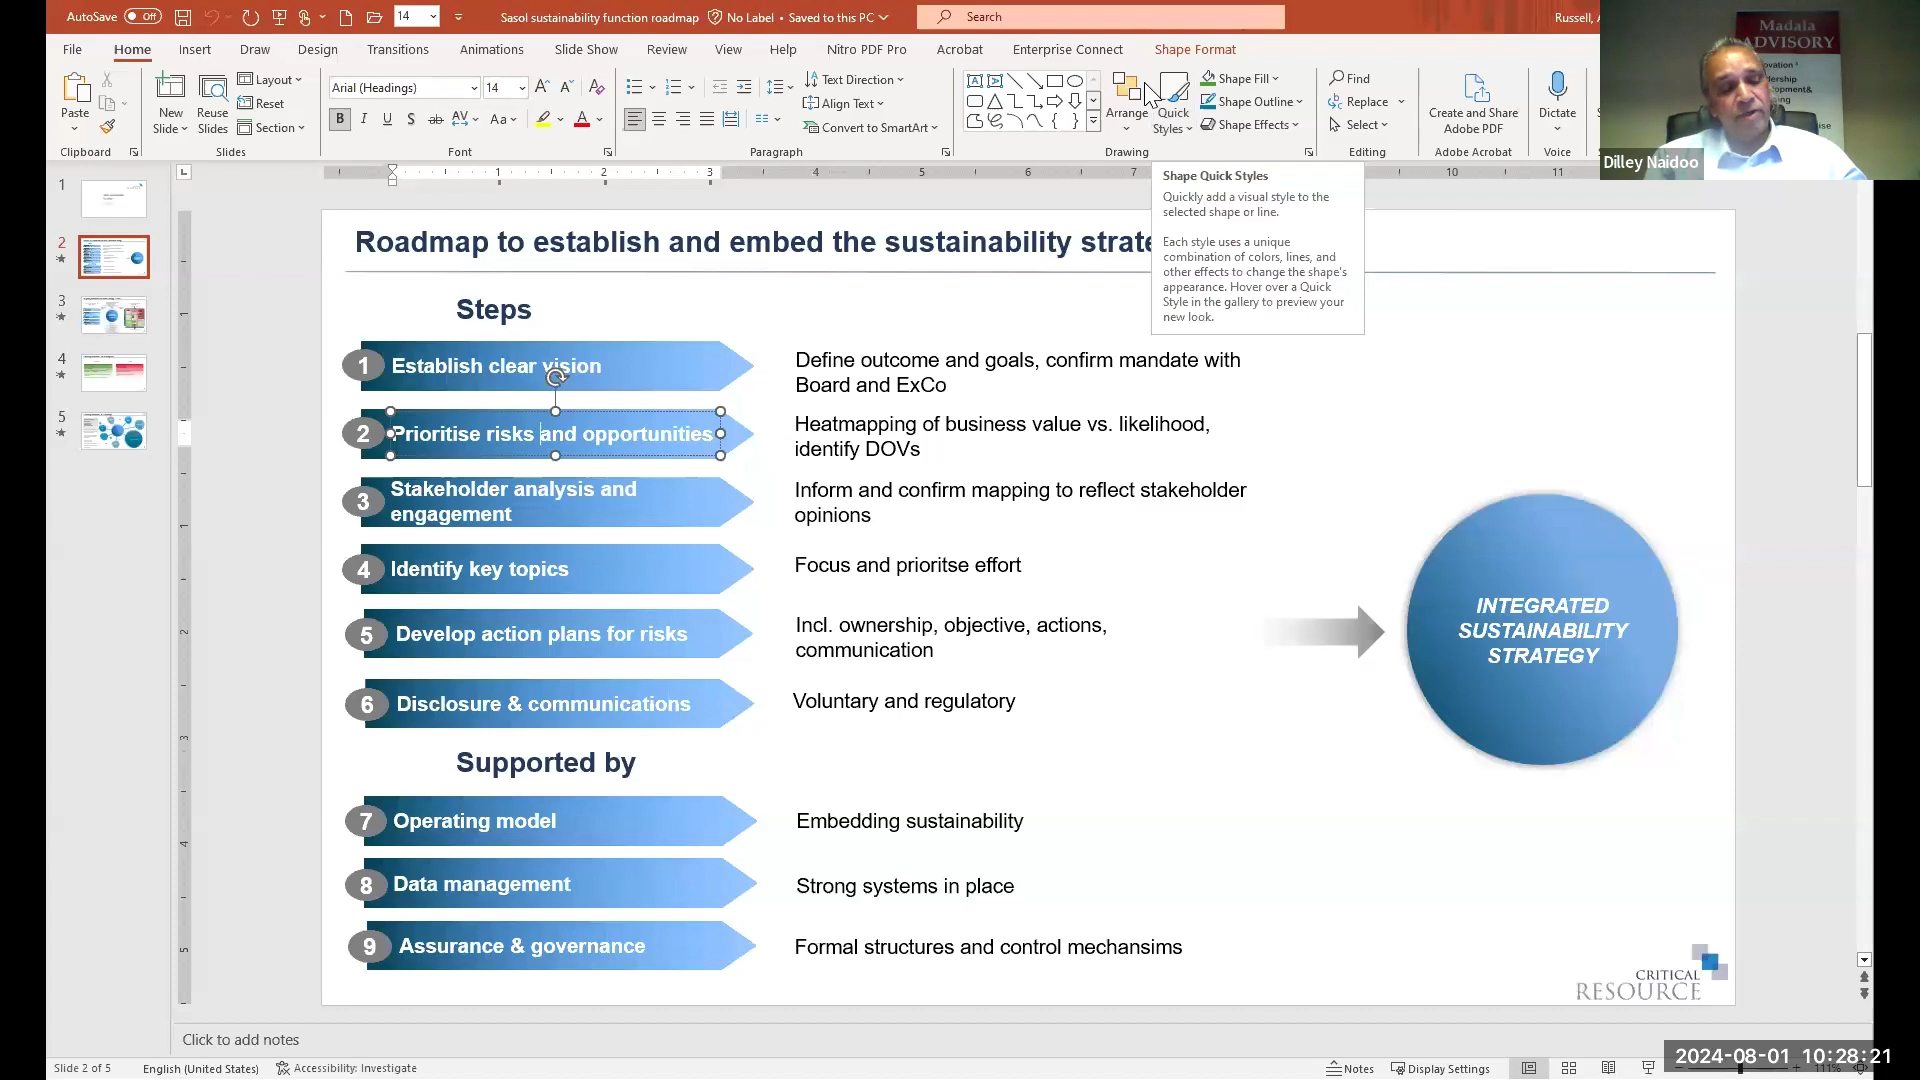 AutoSave Off
14
Sasol sustainability function roadmap
No Label • Saved to this PC
Search
Russell,
File Home Insert Draw Design Transitions Animations Slide Show Review View Help Nitro PDF Pro Acrobat Enterprise Connect Shape Format
Paste
New Slide
Reuse Slides
Layout
Reset
Section
Arial (Headings) 14
B I U S ab AV Aa A
Text Direction
Align Text
Convert to SmartArt
Arrange
Quick Styles
Shape Fill
Shape Outline
Shape Effects
Find
Replace
Select
Create and Share Adobe PDF
Dictate
Clipboard Slides Font Paragraph Drawing Editing Adobe Acrobat Voice
Madala
ADVISORY
Dilley Naidoo
Shape Quick Styles
Quickly add a visual style to the
selected shape or line.
Each style uses a unique
combination of colors, lines, and
other effects to change the shape's
appearance. Hover over a Quick
Style in the gallery to preview your
new look.
1
2
3
4
5
Roadmap to establish and embed the sustainability strate
Steps
1 Establish clear vision
Define outcome and goals, confirm mandate with
Board and ExCo
2 Prioritise risks and opportunities
Heatmapping of business value vs. likelihood,
identify DOVs
3 Stakeholder analysis and
engagement
Inform and confirm mapping to reflect stakeholder
opinions
4 Identify key topics
Focus and prioritse effort
5 Develop action plans for risks
Incl. ownership, objective, actions,
communication
6 Disclosure & communications
Voluntary and regulatory
INTEGRATED
SUSTAINABILITY
STRATEGY
Supported by
7 Operating model
Embedding sustainability
8 Data management
Strong systems in place
9 Assurance & governance
Formal structures and control mechansims
CRITICAL
RESOURCE
Click to add notes
Slide 2 of 5
English (United States)
Accessibility: Investigate
Notes
Display Settings
111%
2024-08-01 10:28:21